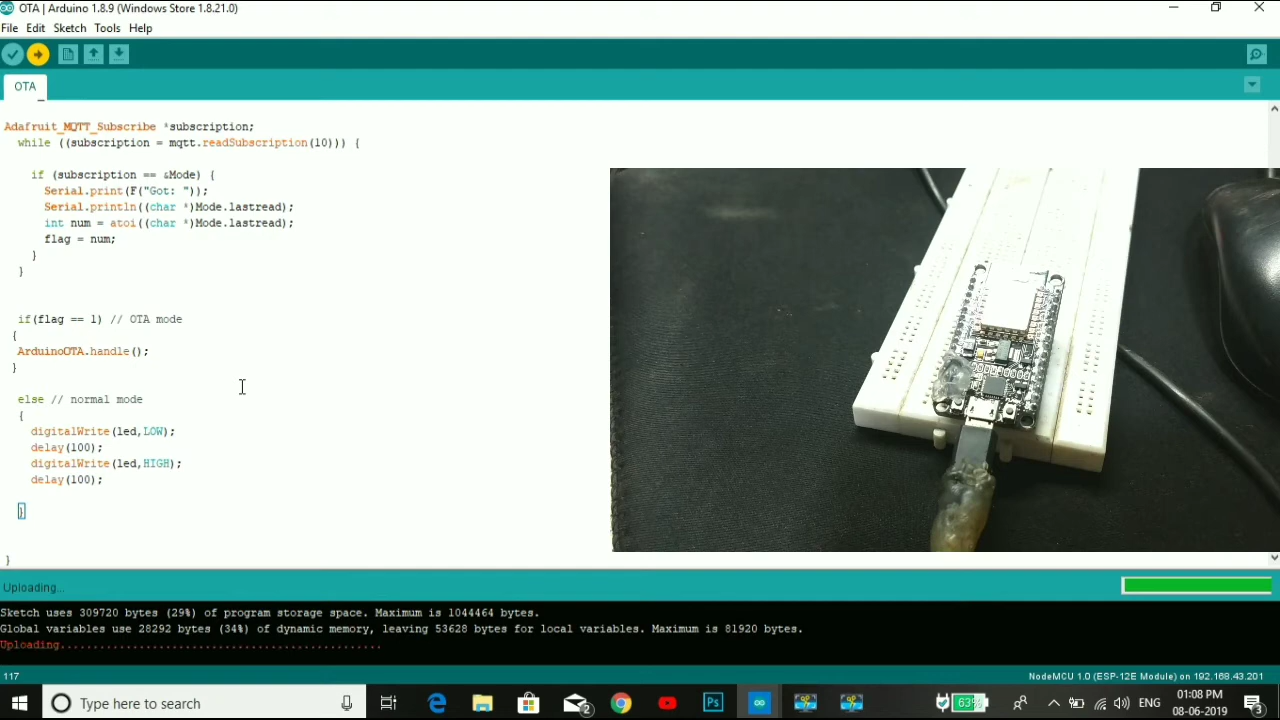 OTA | Arduino 1.8.9 (Windows Store 1.8.21.0)
File Edit Sketch Tools Help
OTA
Adafruit_MQTT_Subscribe *subscription;
while ((subscription = mqtt.readSubscription(10))) {
if (subscription == &Mode) {
Serial.print(F("Got: "));
Serial.println((char *)Mode.lastread);
int num = atoi((char *)Mode.lastread);
flag = num;
}
}
if(flag == 1) // OTA mode
{
ArduinoOTA.handle();
}
else // normal mode
{
digitalWrite(led,LOW);
delay(100);
digitalWrite(led,HIGH);
delay(100);
}
}
Uploading...
Sketch uses 309720 bytes (29%) of program storage space. Maximum is 1044464 bytes.
Global variables use 28292 bytes (34%) of dynamic memory, leaving 53628 bytes for local variables. Maximum is 81920 bytes.
Uploading................................................
117
NodeMCU 1.0 (ESP-12E Module) on 192.168.43.201
Type here to search
2
Ps
63%
ENG
01:08 PM
08-06-2019
3